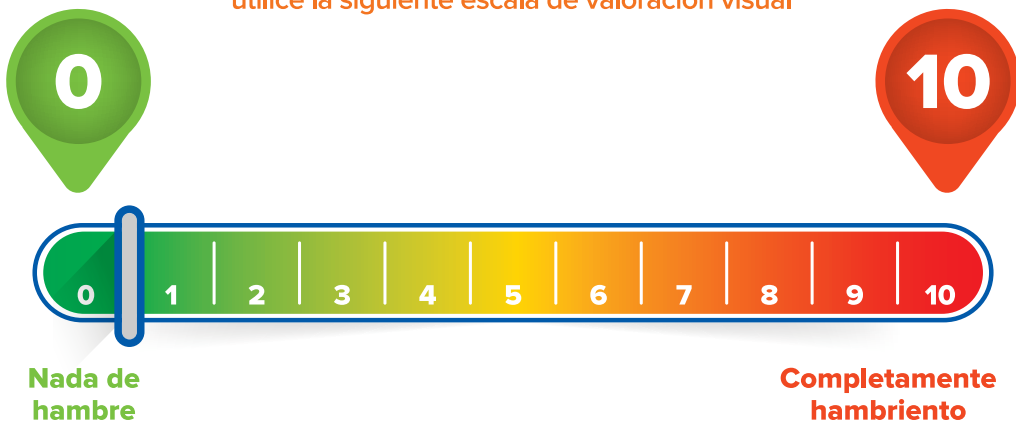 utilice la siguiente escala de valoración visual
0 10
0 1 2 3 4 5 6 7 8 9 10
Nada de
hambre
Completamente
hambriento